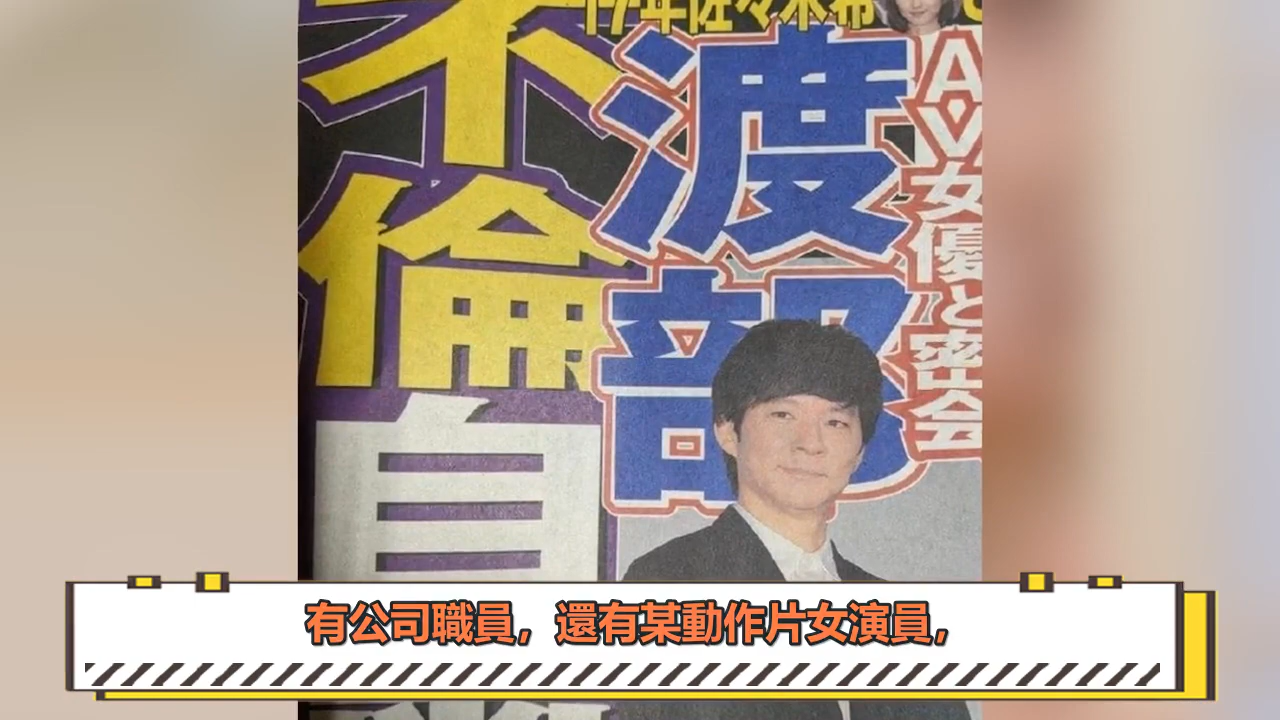 17年佐々木希
AV女優と密会
渡部
不倫
自
有公司職員，還有某動作片女演員，